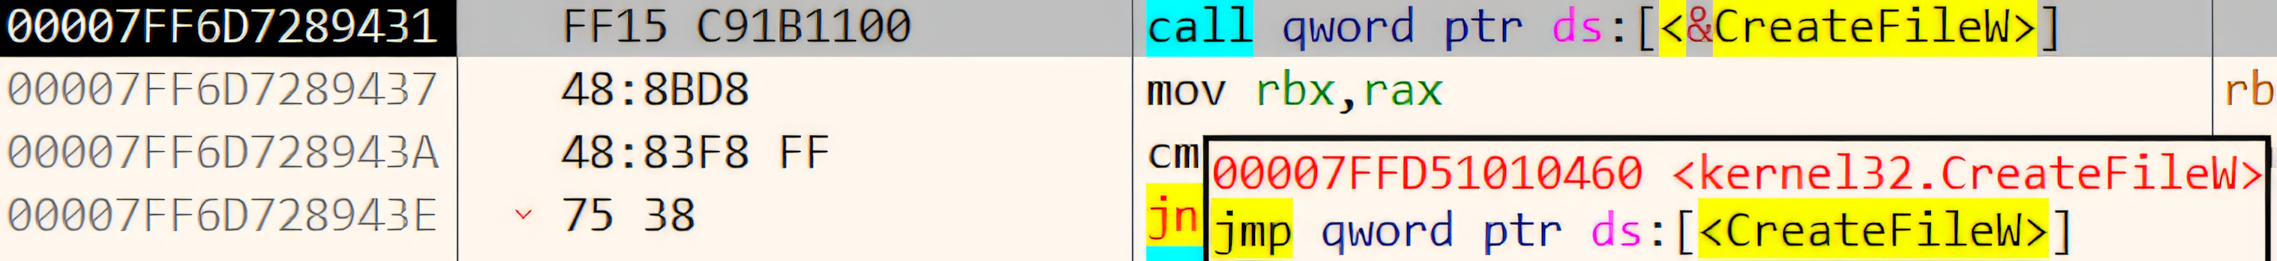 00007FF6D7289431 FF15 C91B1100 call qword ptr ds:[<&CreateFileW>]
00007FF6D7289437 48:8BD8 mov rbx,rax rb
00007FF6D728943A 48:83F8 FF cm
00007FFD51010460 <kernel32.CreateFileW>
00007FF6D728943E 75 38 jn
jmp qword ptr ds:[<CreateFileW>]